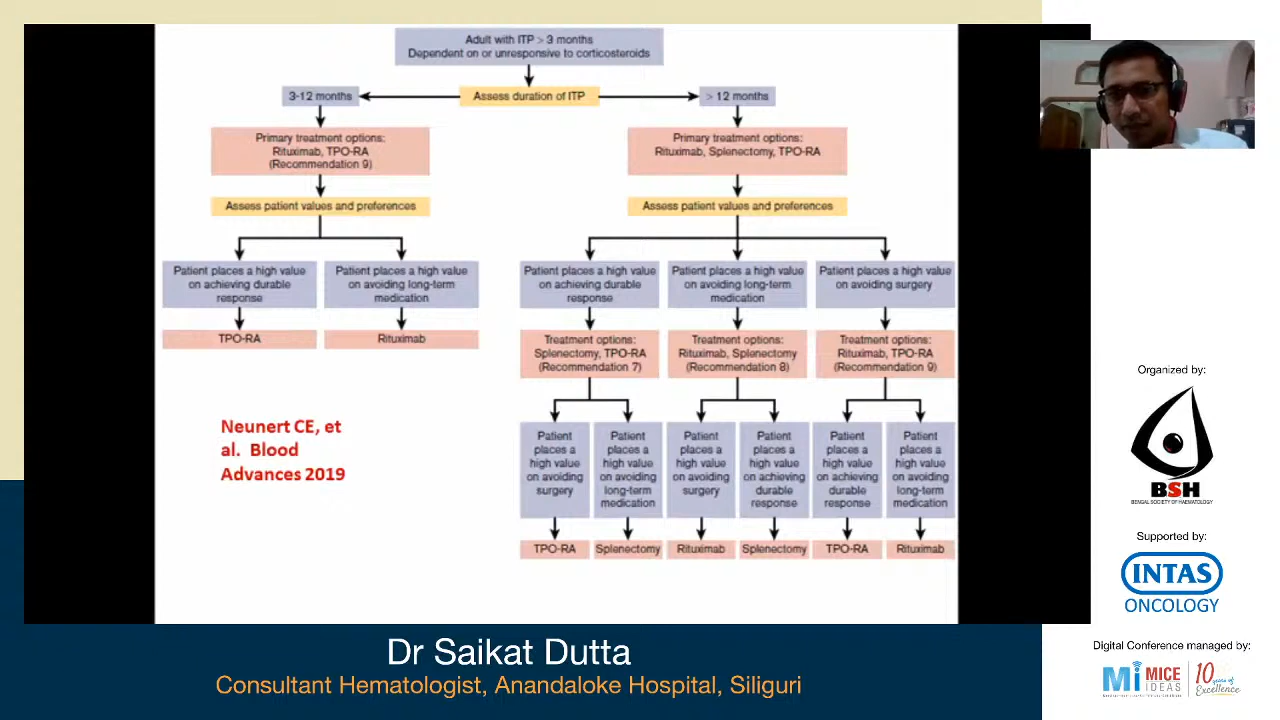 Adult with ITP > 3 months
Dependent on or unresponsive to corticosteroids
3-12 months
Assess duration of ITP
> 12 months
Primary treatment options:
Rituximab, TPO-RA
(Recommendation 9)
Primary treatment options:
Rituximab, Splenectomy, TPO-RA
Assess patient values and preferences
Assess patient values and preferences
Patient places a high value
on achieving durable
response
Patient places a high value
on avoiding long-term
medication
Patient places a high value
on achieving durable
response
Patient places a high value
on avoiding long-term
medication
Patient places a high value
on avoiding surgery
TPO-RA
Rituximab
Treatment options:
Splenectomy, TPO-RA
(Recommendation 7)
Treatment options:
Rituximab, Splenectomy
(Recommendation 8)
Treatment options:
Rituximab, TPO-RA
(Recommendation 9)
Neunert CE, et
al. Blood
Advances 2019
Patient
places a
high value
on avoiding
surgery
Patient
places a
high value
on avoiding
long-term
medication
Patient
places a
high value
on avoiding
surgery
Patient
places a
high value
on achieving
durable
response
Patient
places a
high value
on achieving
durable
response
Patient
places a
high value
on avoiding
long-term
medication
TPO-RA
Splenectomy
Rituximab
Splenectomy
TPO-RA
Rituximab
Organized by:
BSH
BENGAL SOCIETY OF HAEMATOLOGY
Supported by:
INTAS
ONCOLOGY
Digital Conference managed by:
Mi MICE
IDEAS
10 years of
Excellence
Dr Saikat Dutta
Consultant Hematologist, Anandaloke Hospital, Siliguri